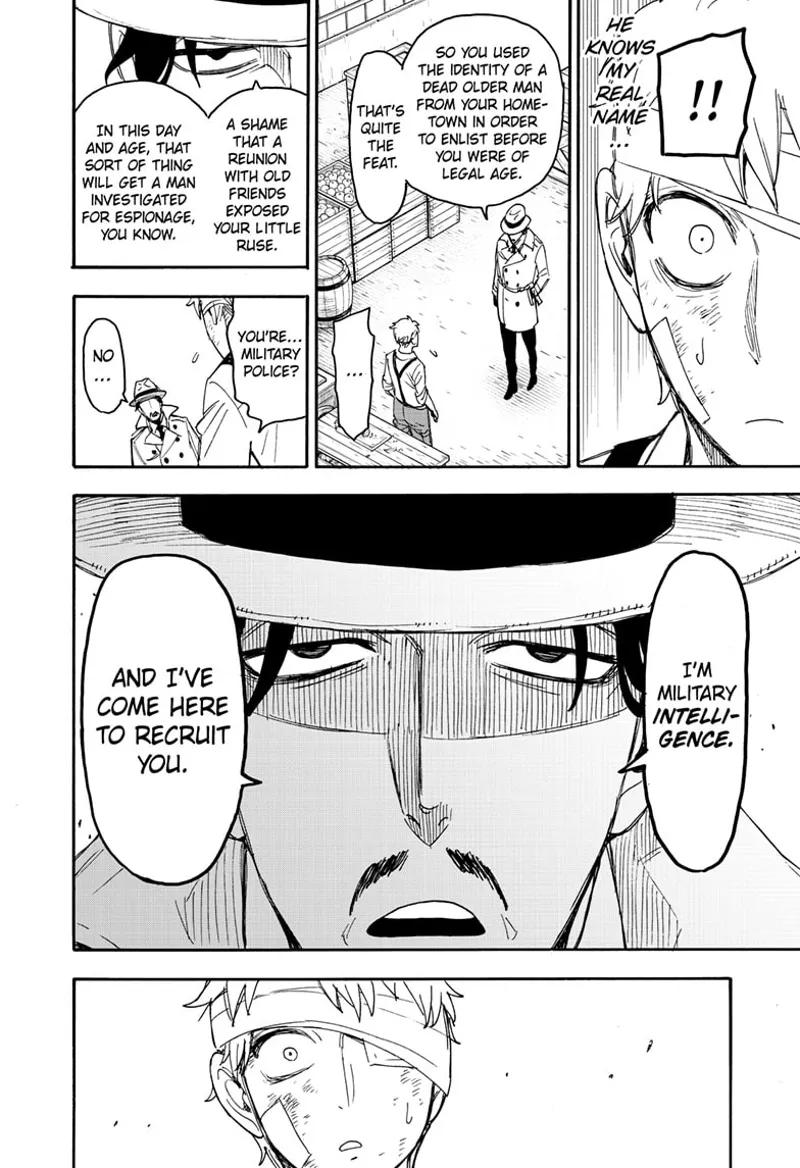 HE
KNOWS
MY
REAL
NAME
...
!!
SO YOU USED
THE IDENTITY OF A
DEAD OLDER MAN
FROM YOUR HOME-
TOWN IN ORDER
TO ENLIST BEFORE
YOU WERE OF
LEGAL AGE.
THAT'S
QUITE
THE
FEAT.
...
A SHAME
THAT A
REUNION
WITH OLD
FRIENDS
EXPOSED
YOUR LITTLE
RUSE.
IN THIS DAY
AND AGE, THAT
SORT OF THING
WILL GET A MAN
INVESTIGATED
FOR ESPIONAGE,
YOU KNOW.
YOU'RE...
MILITARY
POLICE?
NO
...
I'M
MILITARY
INTELLI-
GENCE.
AND I'VE
COME HERE
TO RECRUIT
YOU.